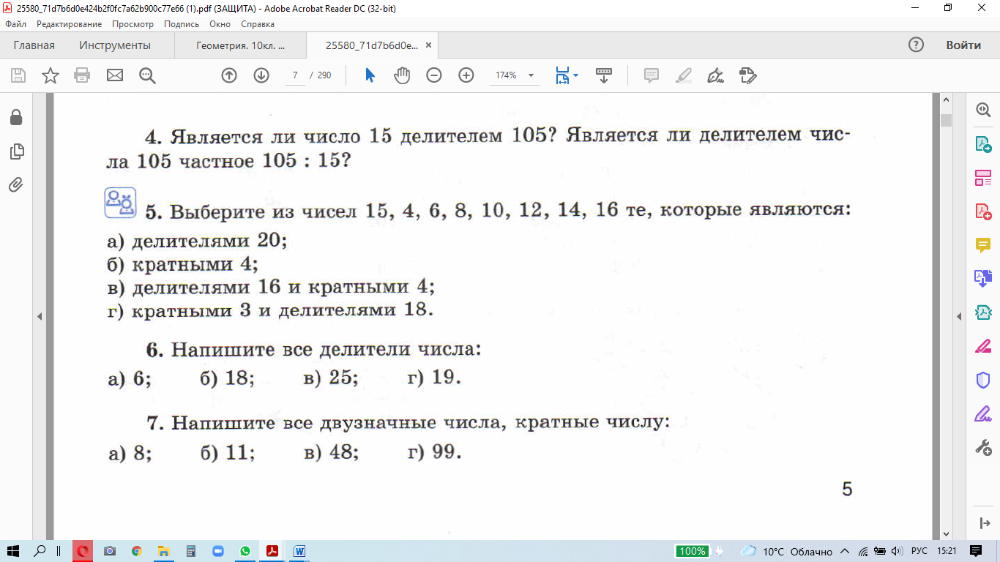 25580_71d7b6d0e424b2f0fc7a62b900c77e66 (1).pdf (ЗАЩИТА) - Adobe Acrobat Reader DC (32-bit)
Файл Редактирование Просмотр Подпись Окно Справка
Главная Инструменты Геометрия. 10кл. ... 25580_71d7b6d0e... × Войти
7 / 290 174%
4. Является ли число 15 делителем 105? Является ли делителем чис-
ла 105 частное 105 : 15?
5. Выберите из чисел 15, 4, 6, 8, 10, 12, 14, 16 те, которые являются:
а) делителями 20;
б) кратными 4;
в) делителями 16 и кратными 4;
г) кратными 3 и делителями 18.
6. Напишите все делители числа:
а) 6; б) 18; в) 25; г) 19.
7. Напишите все двузначные числа, кратные числу:
а) 8; б) 11; в) 48; г) 99.
5
100% 10°C Облачно РУС 15:21